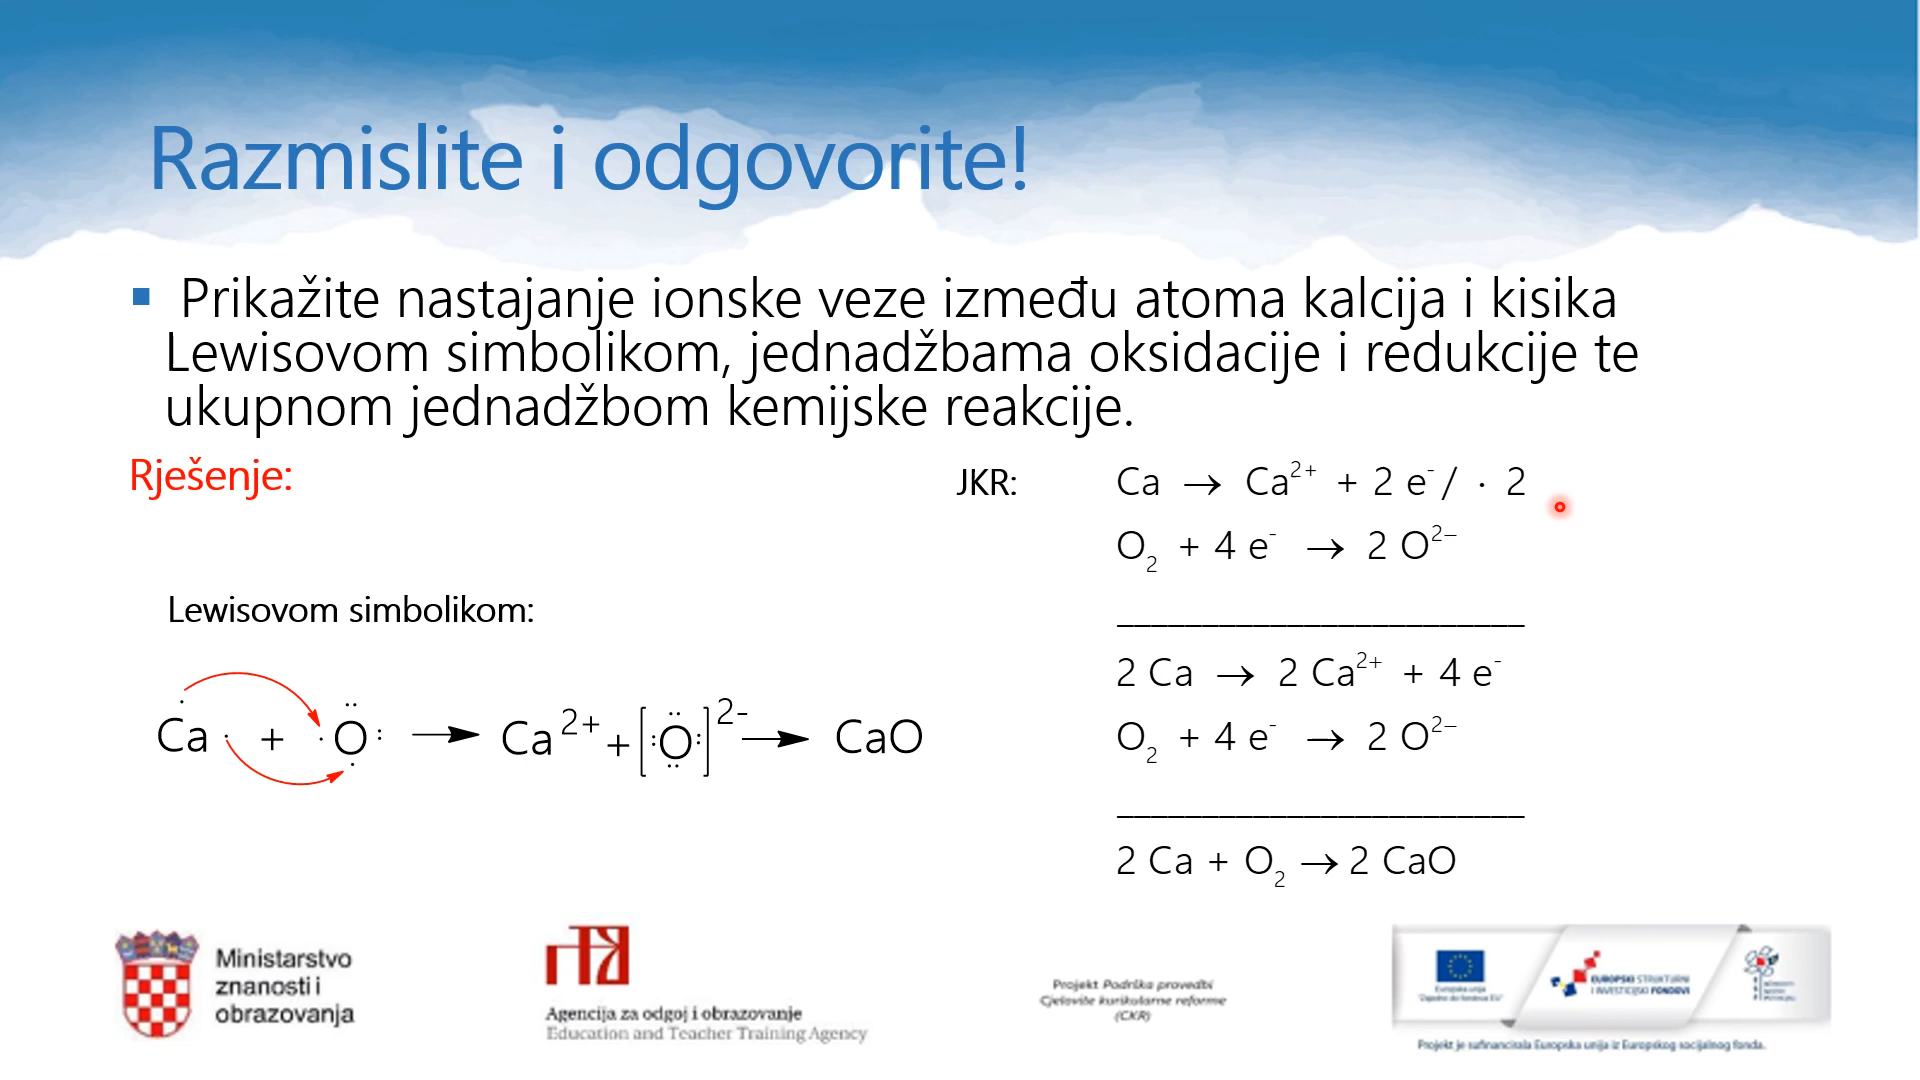 Razmislite i odgovorite!
▪ Prikažite nastajanje ionske veze između atoma kalcija i kisika
Lewisovom simbolikom, jednadžbama oksidacije i redukcije te
ukupnom jednadžbom kemijske reakcije.
Rješenje:
Lewisovom simbolikom:
Ca + O → Ca 2+ + [O] 2- → CaO
JKR:
Ca → Ca²⁺ + 2 e⁻ / · 2
O₂ + 4 e⁻ → 2 O²⁻
2 Ca → 2 Ca²⁺ + 4 e⁻
O₂ + 4 e⁻ → 2 O²⁻
2 Ca + O₂ → 2 CaO
Ministarstvo
znanosti i
obrazovanja
Agencija za odgoj i obrazovanje
Education and Teacher Training Agency
Projekt Podrška provedbi
Cjelovite kurikularne reforme
(CKR)
Europska unija
"Zajedno do fondova EU"
EUROPSKI STRUKTURNI
I INVESTICIJSKI FONDOVI
Projekt je sufinancirala Europska unija iz Europskog socijalnog fonda.